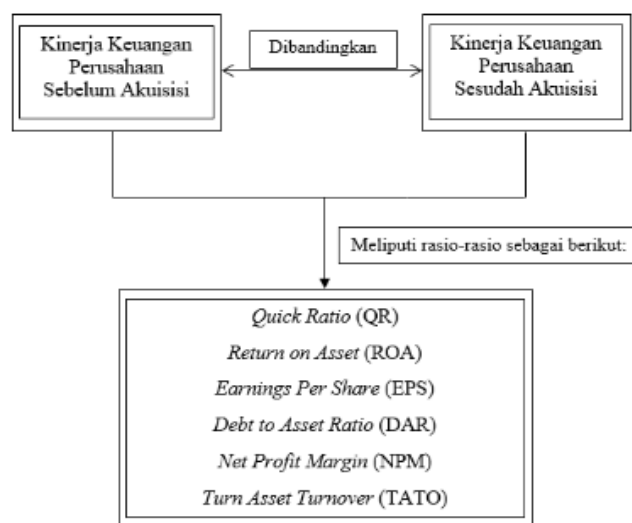 Kinerja Keuangan
Perusahaan
Sebelum Akuisisi
Dibandingkan
Kinerja Keuangan
Perusahaan
Sesudah Akuisisi
Meliputi rasio-rasio sebagai berikut:
Quick Ratio (QR)
Return on Asset (ROA)
Earnings Per Share (EPS)
Debt to Asset Ratio (DAR)
Net Profit Margin (NPM)
Turn Asset Turnover (TATO)